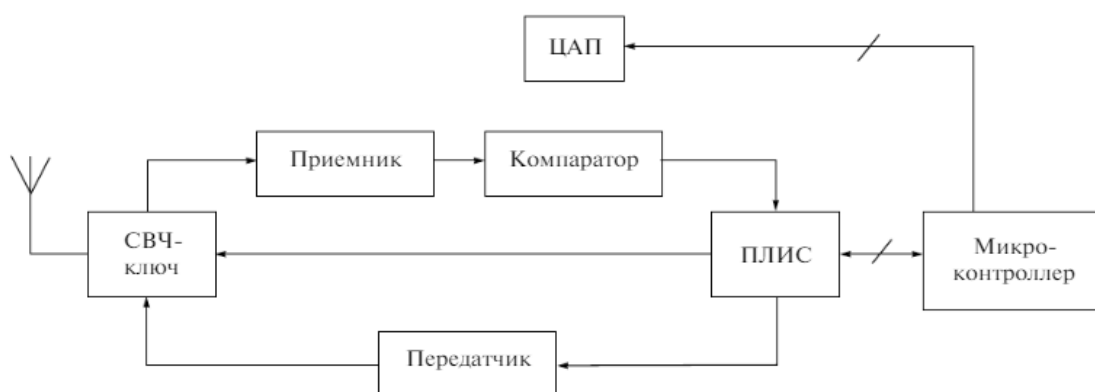 ЦАП
Приемник
Компаратор
СВЧ-
ключ
ПЛИС
Микро-
контроллер
Передатчик